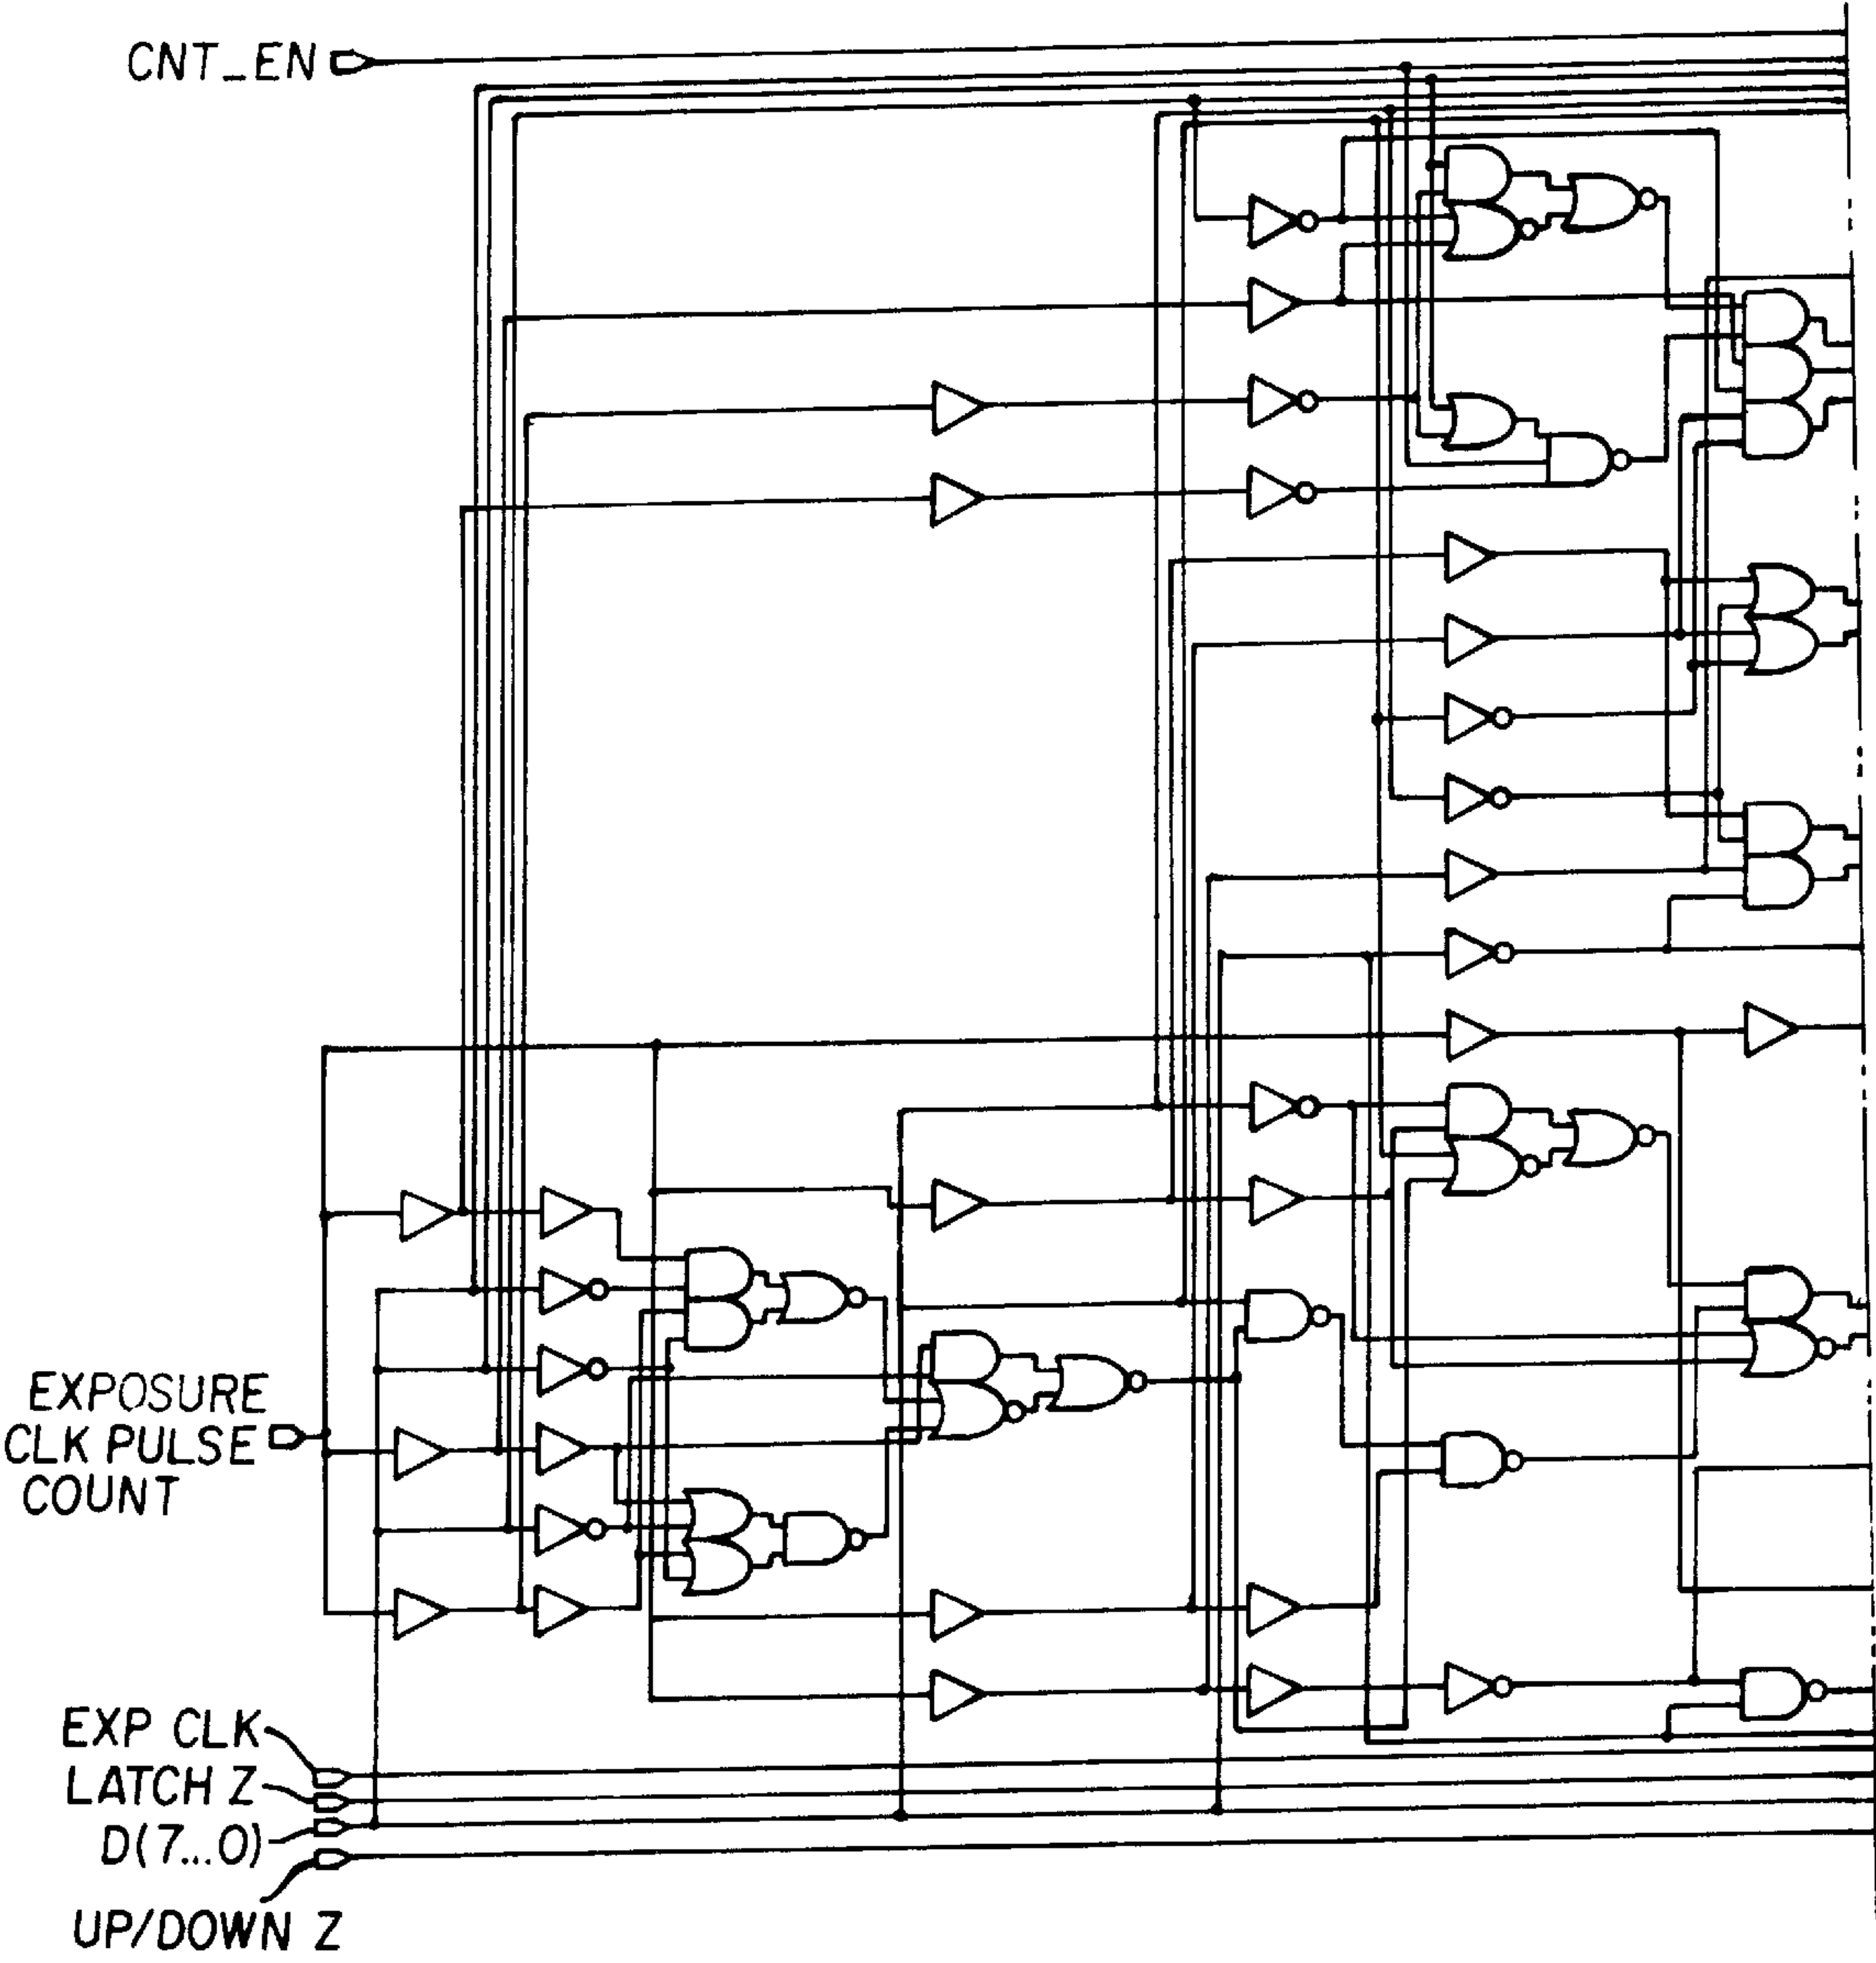 CNT_EN
EXPOSURE
CLK PULSE
COUNT
EXP CLK
LATCH Z
D(7...0)
UP/DOWN Z